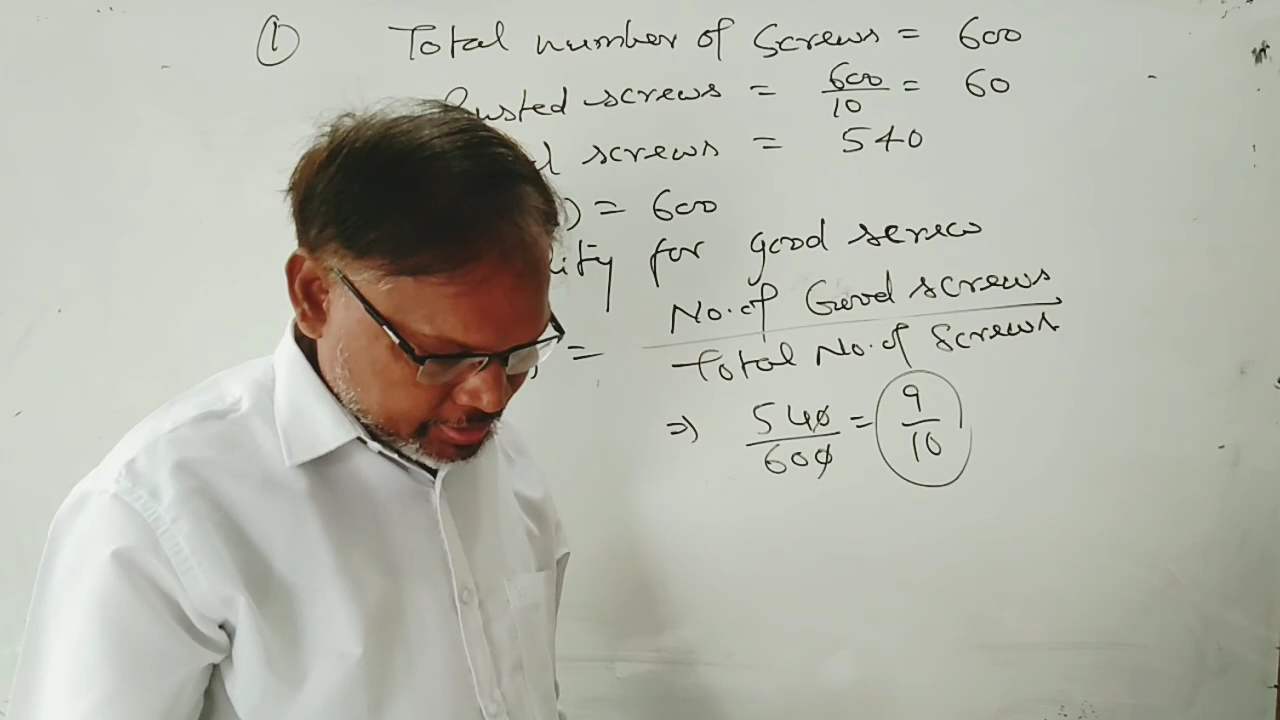 ① Total number of Screws = 600
Rusted screws = 600/10 = 60
screws = 540
) = 600
ity for good screw
= No. of Good screws / Total No. of Screws
⇒ 540/600 = 9/10